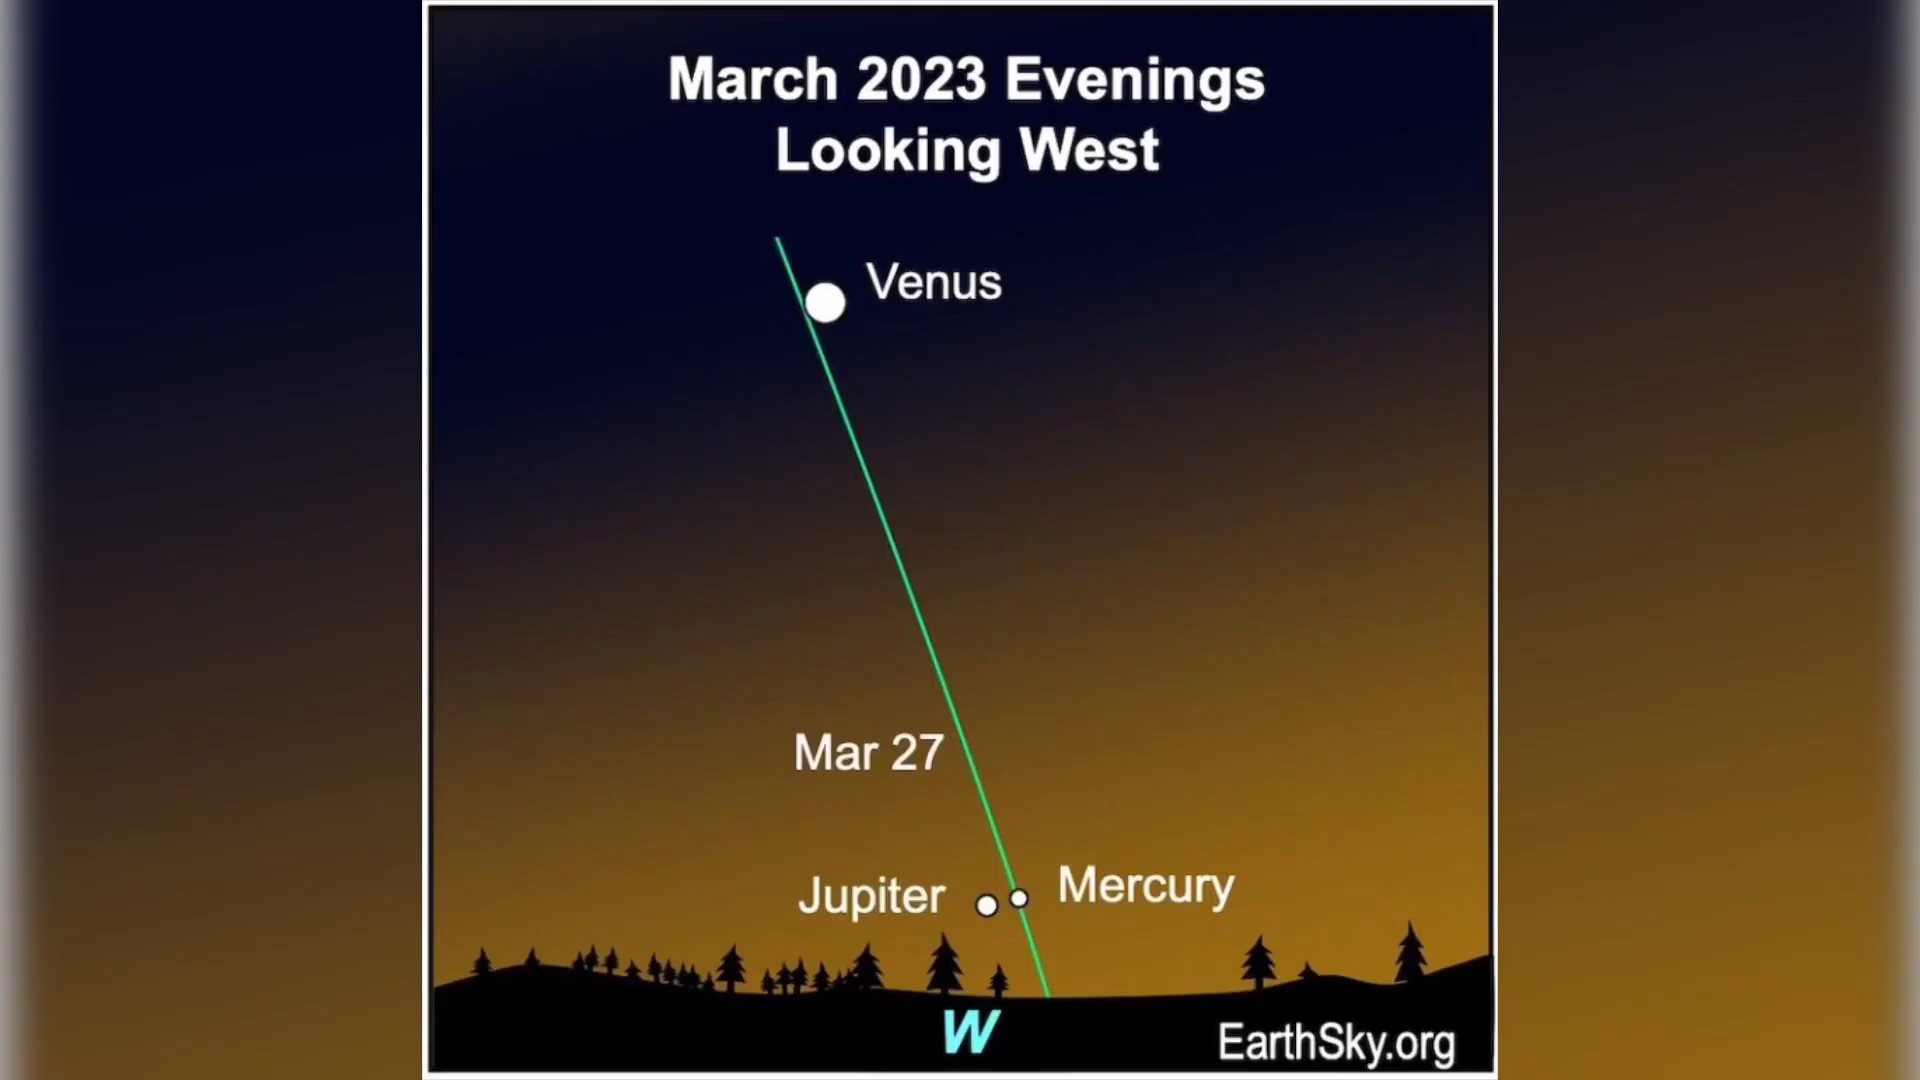 March 2023 Evenings
Looking West
Venus
Mar 27
Jupiter
Mercury
W
EarthSky.org